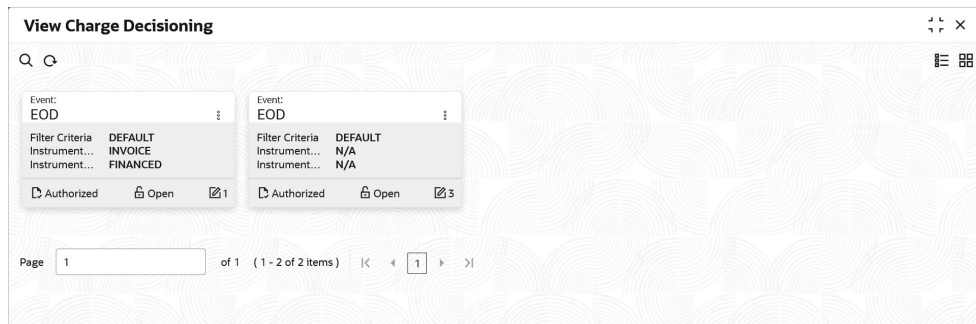 View Charge Decisioning
Event: Event:
EOD EOD
Filter Criteria DEFAULT Filter Criteria DEFAULT
Instrument... INVOICE Instrument... N/A
Instrument... FINANCED Instrument... N/A
Authorized Open 1 Authorized Open 3
Page 1 of 1 (1 - 2 of 2 items) 1